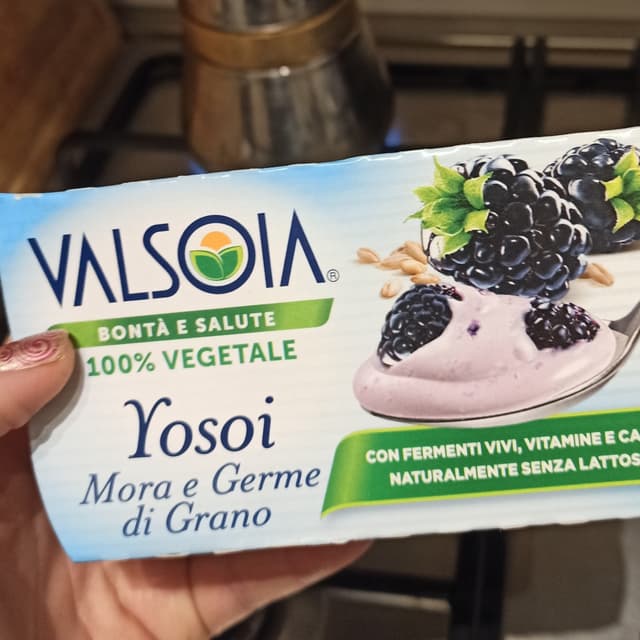 VALSOIA®
BONTÀ E SALUTE
100% VEGETALE
Yosoi
Mora e Germe
di Grano
CON FERMENTI VIVI, VITAMINE E CA
NATURALMENTE SENZA LATTOS